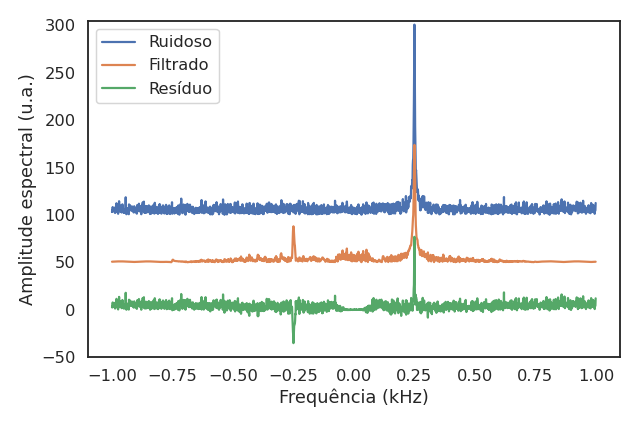 300
250
200
150
100
50
0
−50
Amplitude espectral (u.a.)
Ruidoso
Filtrado
Resíduo
−1.00 −0.75 −0.50 −0.25 0.00 0.25 0.50 0.75 1.00
Frequência (kHz)